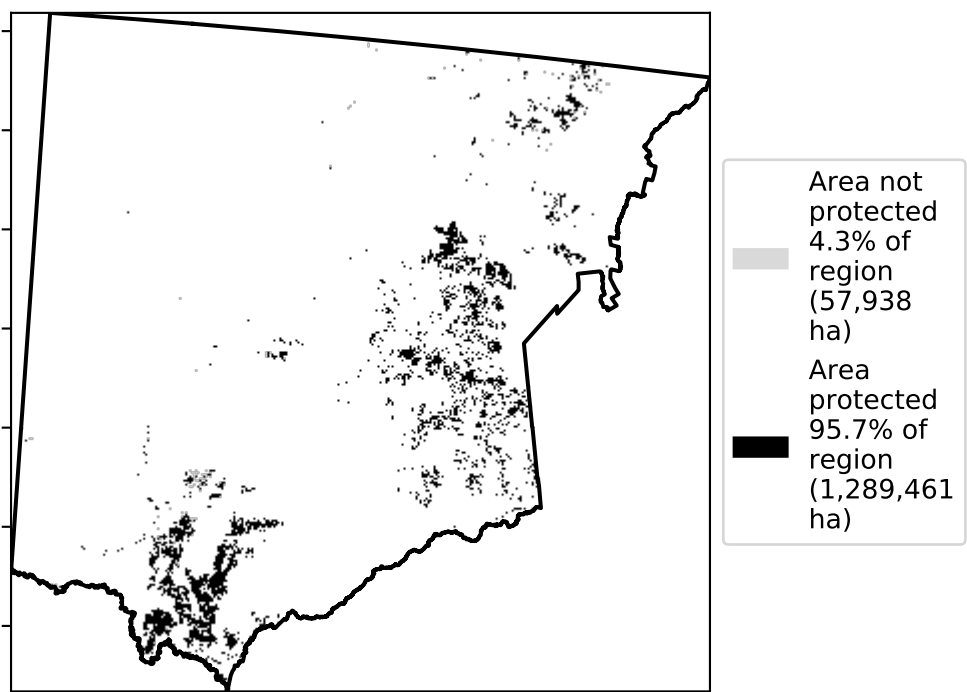 Area not
protected
4.3% of
region
(57,938
ha)
Area
protected
95.7% of
region
(1,289,461
ha)